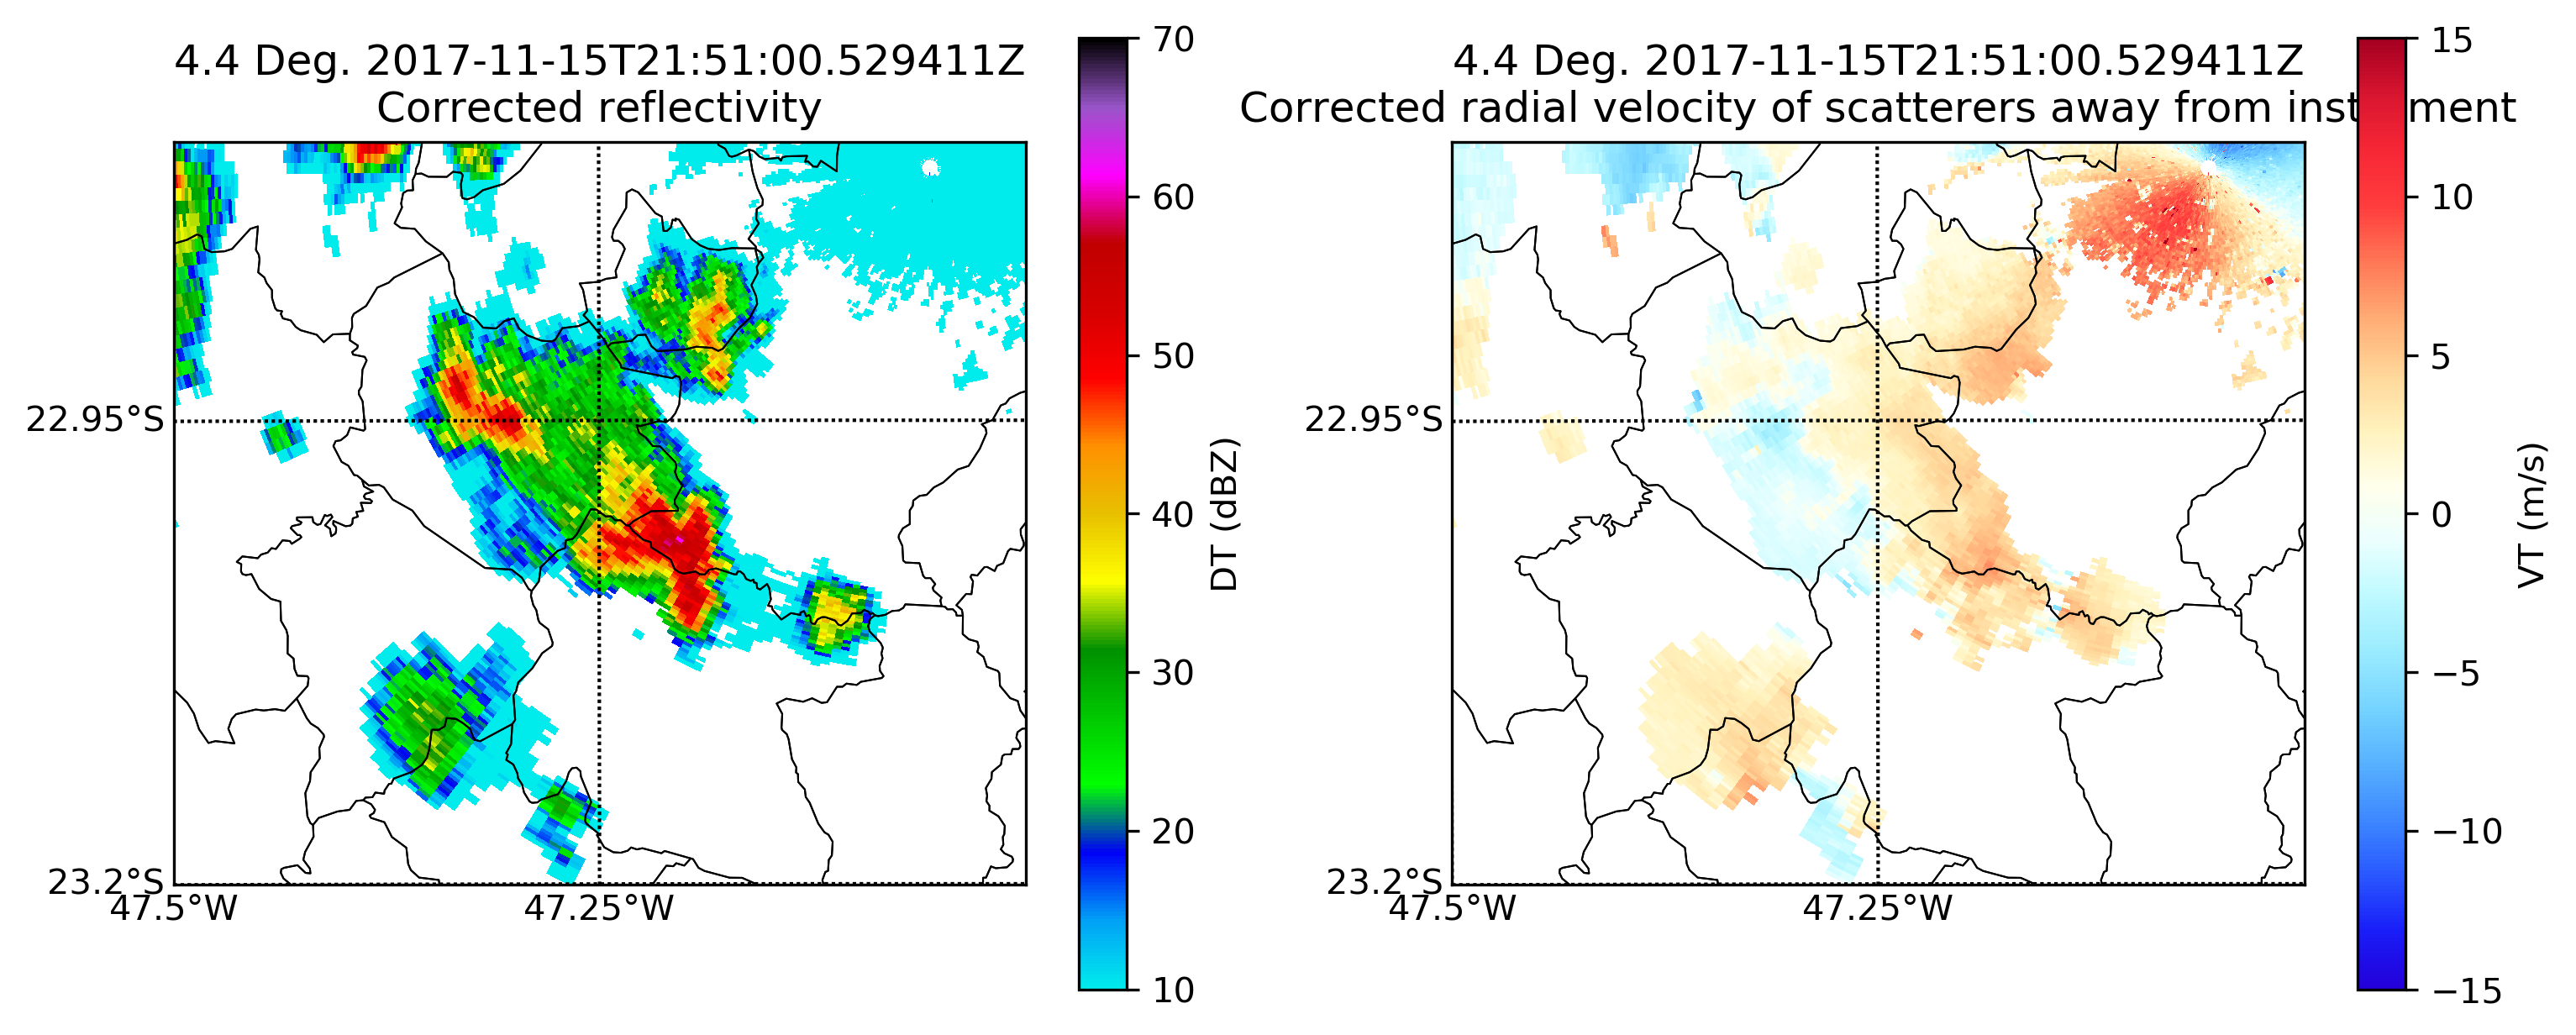 4.4 Deg. 2017-11-15T21:51:00.529411Z
Corrected reflectivity
22.95°S
23.2°S
47.5°W
47.25°W
70
60
50
40
30
20
10
DT (dBZ)
4.4 Deg. 2017-11-15T21:51:00.529411Z
Corrected radial velocity of scatterers away from inst ment
22.95°S
23.2°S
47.5°W
47.25°W
15
10
5
0
−5
−10
−15
VT (m/s)